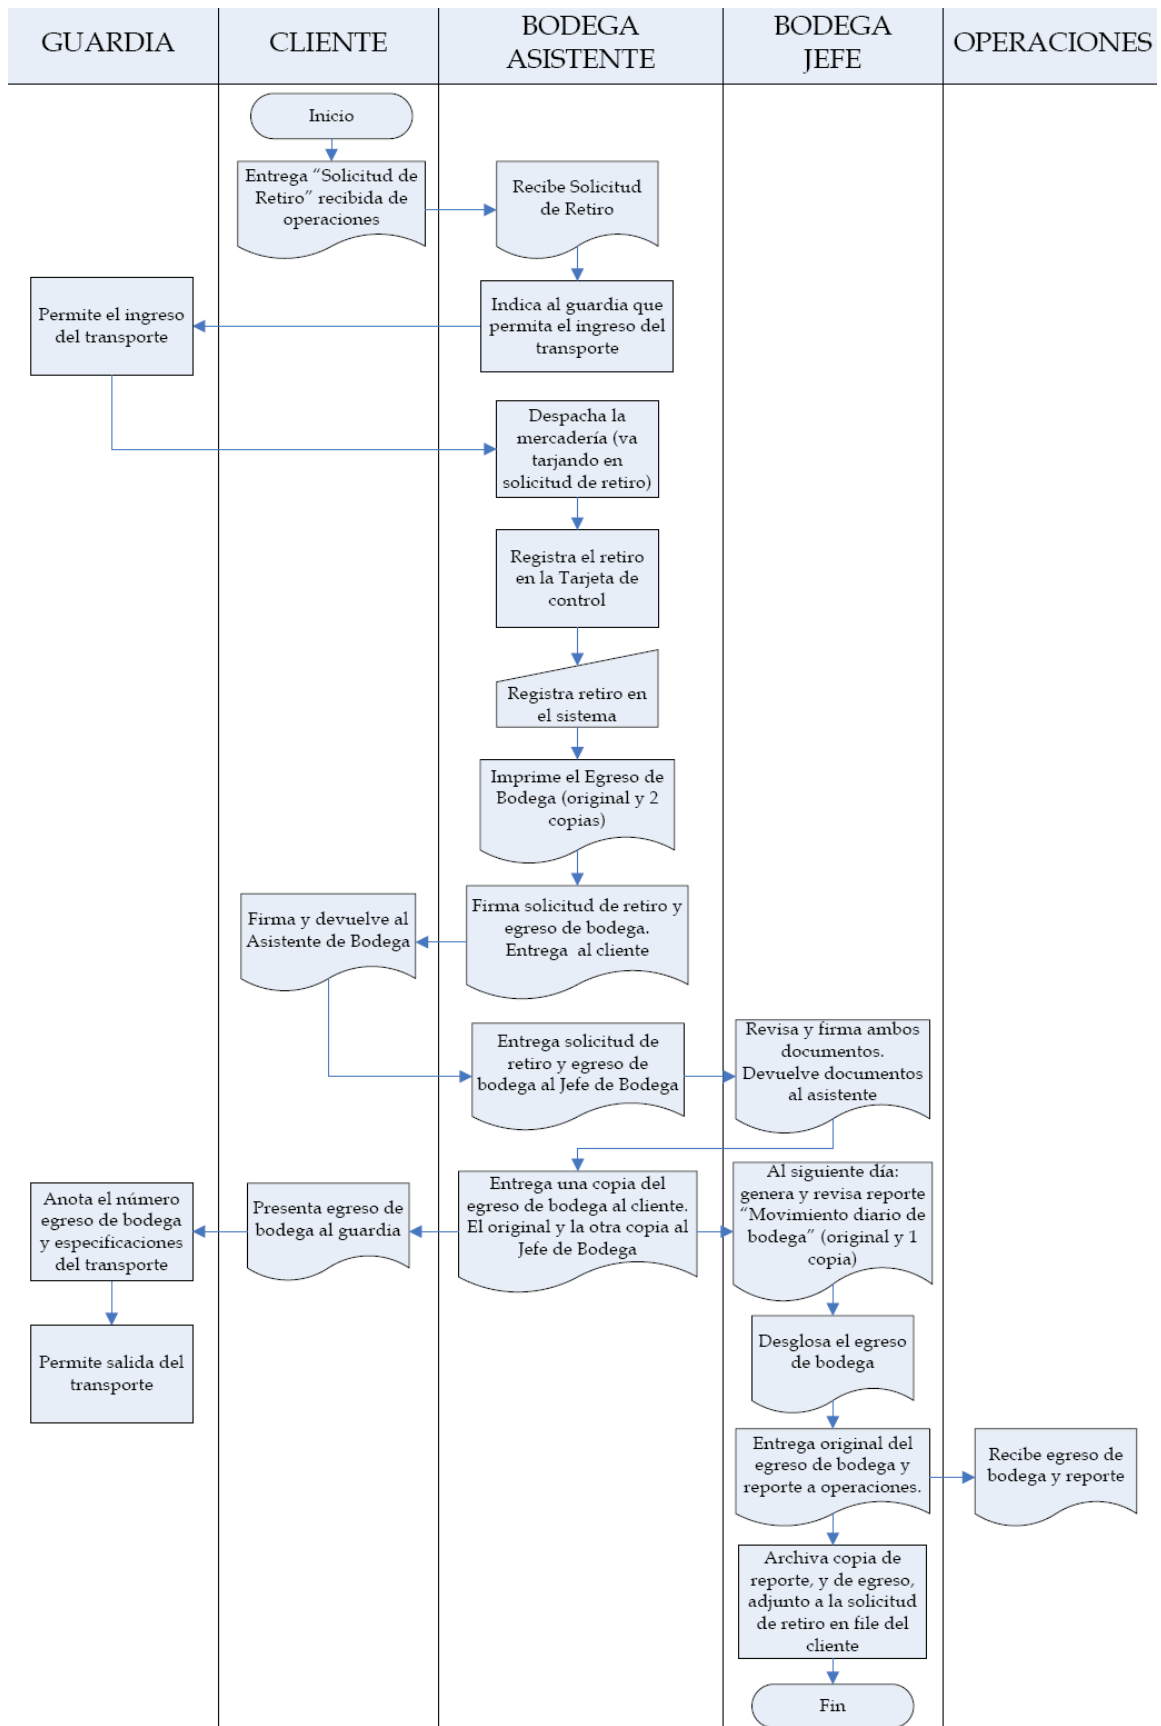 GUARDIA
CLIENTE
BODEGA
ASISTENTE
BODEGA
JEFE
OPERACIONES
Inicio
Entrega “Solicitud de
Retiro” recibida de
operaciones
Recibe Solicitud
de Retiro
Indica al guardia que
permita el ingreso del
transporte
Permite el ingreso
del transporte
Despacha la
mercadería (va
tarjando en
solicitud de retiro)
Registra el retiro
en la Tarjeta de
control
Registra retiro en
el sistema
Imprime el Egreso de
Bodega (original y 2
copias)
Firma solicitud de retiro y
egreso de bodega.
Entrega al cliente
Firma y devuelve al
Asistente de Bodega
Entrega solicitud de
retiro y egreso de
bodega al Jefe de Bodega
Revisa y firma ambos
documentos.
Devuelve documentos
al asistente
Entrega una copia del
egreso de bodega al cliente.
El original y la otra copia al
Jefe de Bodega
Presenta egreso de
bodega al guardia
Anota el número
egreso de bodega
y especificaciones
del transporte
Permite salida del
transporte
Al siguiente día:
genera y revisa reporte
“Movimiento diario de
bodega” (original y 1
copia)
Desglosa el egreso
de bodega
Entrega original del
egreso de bodega y
reporte a operaciones.
Recibe egreso de
bodega y reporte
Archiva copia de
reporte, y de egreso,
adjunto a la solicitud
de retiro en file del
cliente
Fin